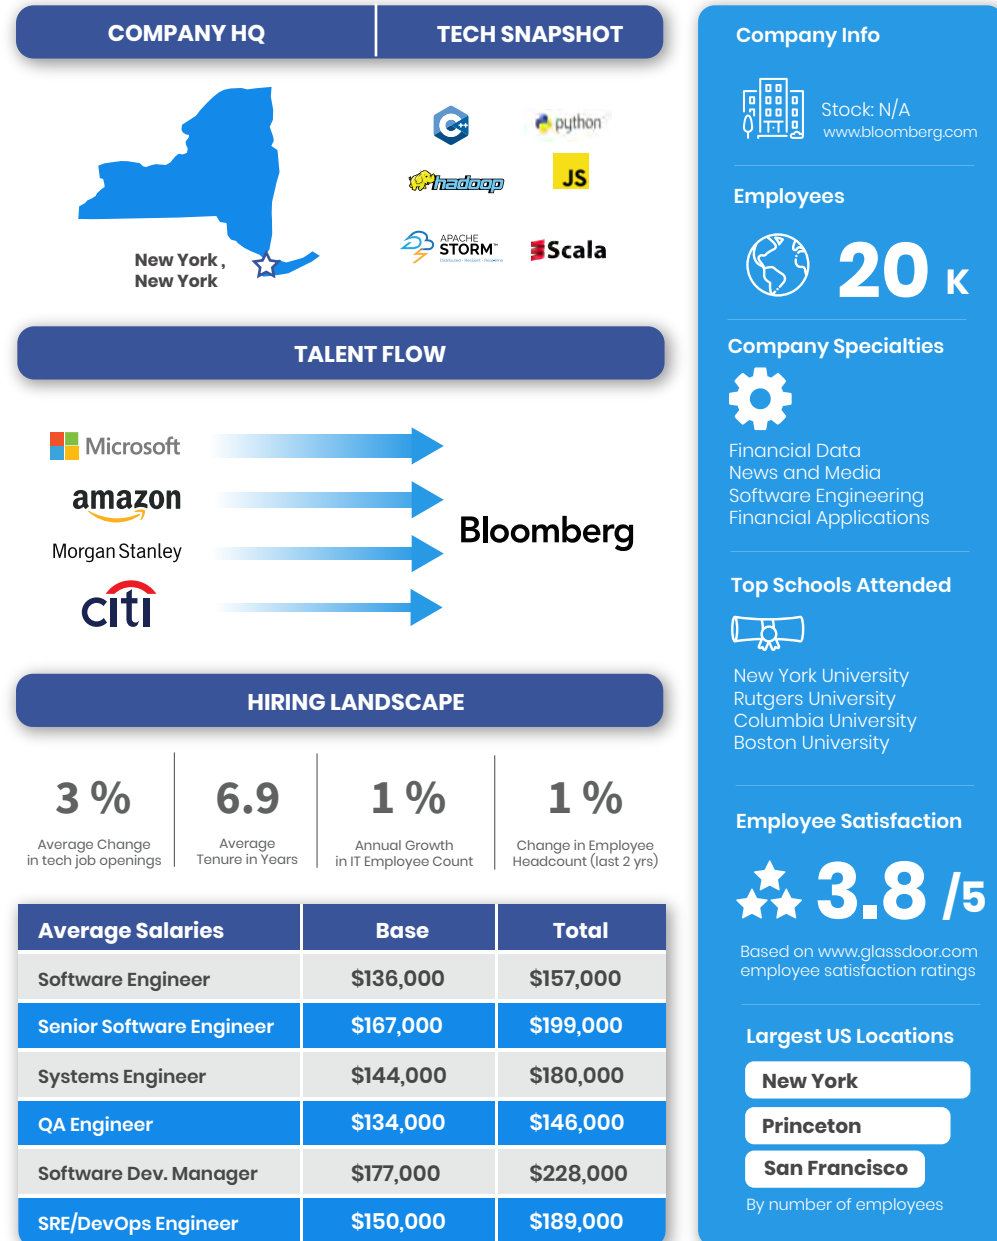 COMPANY HQ
TECH SNAPSHOT
New York ,
New York
C++
python
hadoop
JS
APACHE
STORM™
Scala
TALENT FLOW
Microsoft
amazon
Morgan Stanley
citi
Bloomberg
HIRING LANDSCAPE
3 %
Average Change
in tech job openings
6.9
Average
Tenure in Years
1 %
Annual Growth
in IT Employee Count
1 %
Change in Employee
Headcount (last 2 yrs)
Average Salaries Base Total
Software Engineer $136,000 $157,000
Senior Software Engineer $167,000 $199,000
Systems Engineer $144,000 $180,000
QA Engineer $134,000 $146,000
Software Dev. Manager $177,000 $228,000
SRE/DevOps Engineer $150,000 $189,000
Company Info
Stock: N/A
www.bloomberg.com
Employees
20 K
Company Specialties
Financial Data
News and Media
Software Engineering
Financial Applications
Top Schools Attended
New York University
Rutgers University
Columbia University
Boston University
Employee Satisfaction
3.8 /5
Based on www.glassdoor.com
employee satisfaction ratings
Largest US Locations
New York
Princeton
San Francisco
By number of employees